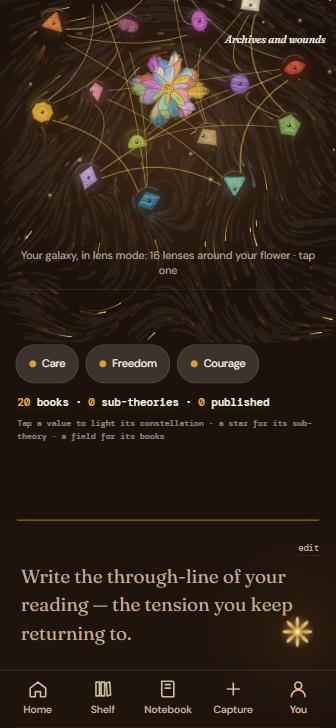 Archives and wounds
Your galaxy, in lens mode: 16 lenses around your flower · tap
one
Care
Freedom
Courage
20 books · 0 sub-theories · 0 published
Tap a value to light its constellation · a star for its sub-
theory · a field for its books
edit
Write the through-line of your
reading — the tension you keep
returning to.
Home
Shelf
Notebook
Capture
You